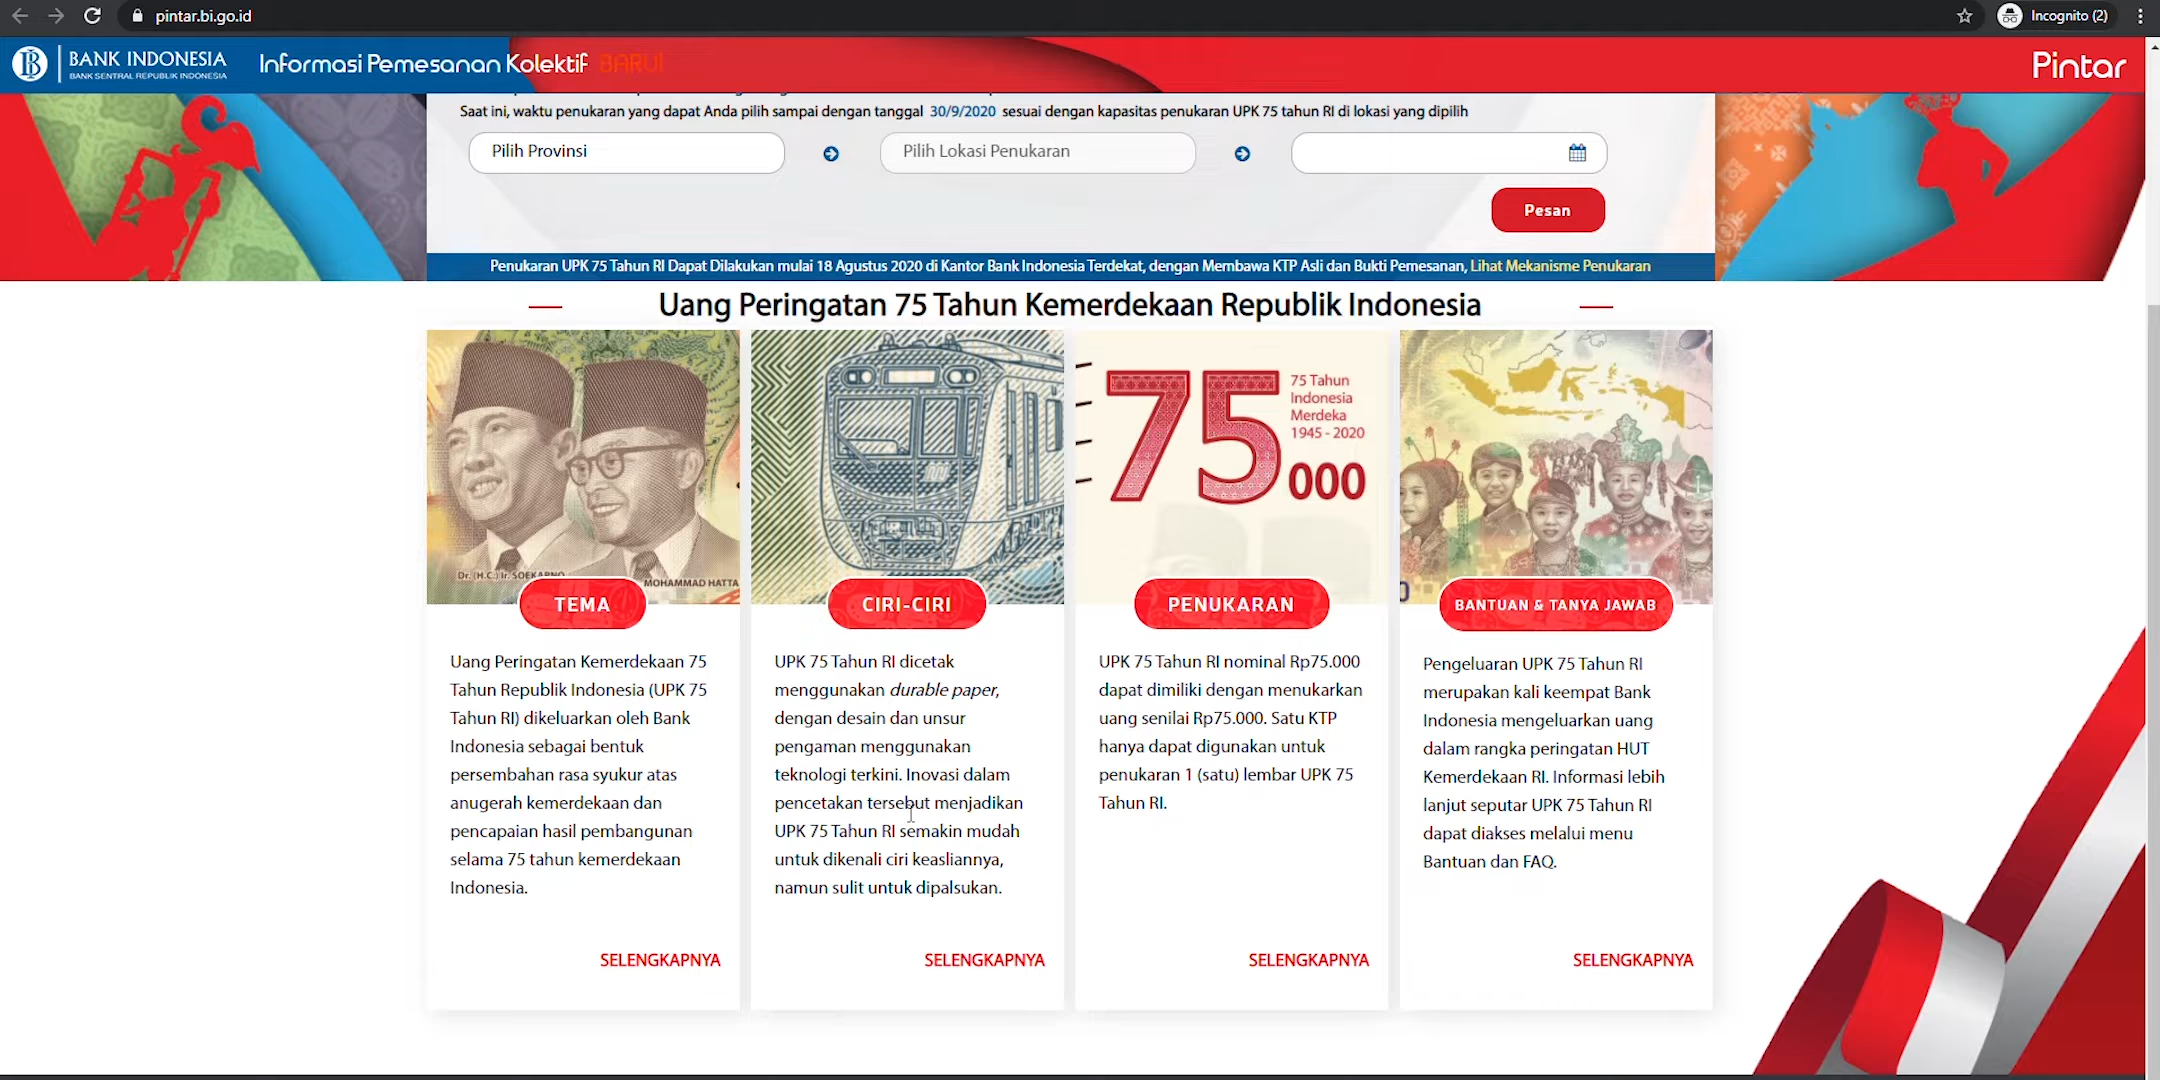 pintar.bi.go.id
Incognito (2)
BANK INDONESIA
BANK SENTRAL REPUBLIK INDONESIA
Informasi Pemesanan Kolektif BARU!
Pintar
Saat ini, waktu penukaran yang dapat Anda pilih sampai dengan tanggal 30/9/2020 sesuai dengan kapasitas penukaran UPK 75 tahun RI di lokasi yang dipilih
Pilih Provinsi
Pilih Lokasi Penukaran
Pesan
Penukaran UPK 75 Tahun RI Dapat Dilakukan mulai 18 Agustus 2020 di Kantor Bank Indonesia Terdekat, dengan Membawa KTP Asli dan Bukti Pemesanan, Lihat Mekanisme Penukaran
Uang Peringatan 75 Tahun Kemerdekaan Republik Indonesia
Dr. (H.C.) Ir. SOEKARNO
MOHAMMAD HATTA
TEMA
Uang Peringatan Kemerdekaan 75
Tahun Republik Indonesia (UPK 75
Tahun RI) dikeluarkan oleh Bank
Indonesia sebagai bentuk
persembahan rasa syukur atas
anugerah kemerdekaan dan
pencapaian hasil pembangunan
selama 75 tahun kemerdekaan
Indonesia.
SELENGKAPNYA
CIRI-CIRI
UPK 75 Tahun RI dicetak
menggunakan durable paper,
dengan desain dan unsur
pengaman menggunakan
teknologi terkini. Inovasi dalam
pencetakan tersebut menjadikan
UPK 75 Tahun RI semakin mudah
untuk dikenali ciri keasliannya,
namun sulit untuk dipalsukan.
SELENGKAPNYA
75 000
75 Tahun
Indonesia
Merdeka
1945 - 2020
PENUKARAN
UPK 75 Tahun RI nominal Rp75.000
dapat dimiliki dengan menukarkan
uang senilai Rp75.000. Satu KTP
hanya dapat digunakan untuk
penukaran 1 (satu) lembar UPK 75
Tahun RI.
SELENGKAPNYA
0
BANTUAN & TANYA JAWAB
Pengeluaran UPK 75 Tahun RI
merupakan kali keempat Bank
Indonesia mengeluarkan uang
dalam rangka peringatan HUT
Kemerdekaan RI. Informasi lebih
lanjut seputar UPK 75 Tahun RI
dapat diakses melalui menu
Bantuan dan FAQ.
SELENGKAPNYA